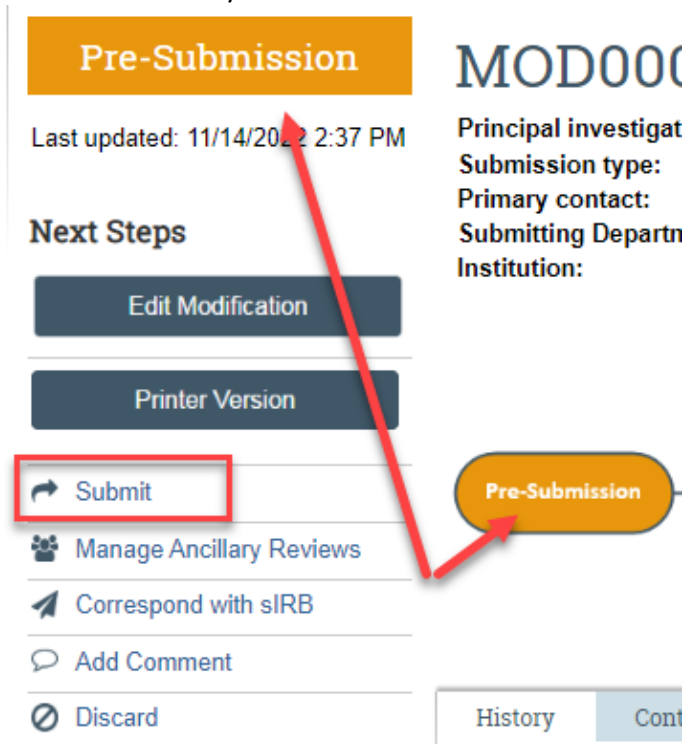 Pre-Submission
Last updated: 11/14/2022 2:37 PM
Next Steps
Edit Modification
Printer Version
Submit
Manage Ancillary Reviews
Correspond with sIRB
Add Comment
Discard
MOD000
Principal investigat
Submission type:
Primary contact:
Submitting Departn
Institution:
Pre-Submission
History
Cont